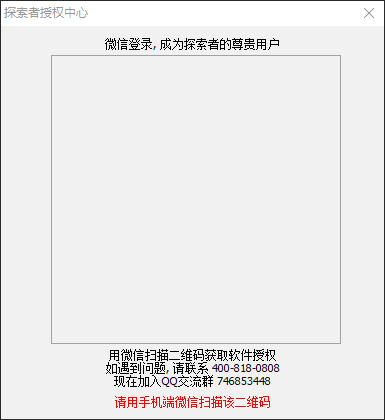 探索者授权中心
微信登录, 成为探索者的尊贵用户
用微信扫描二维码获取软件授权
如遇到问题, 请联系 400-818-0808
现在加入QQ交流群 746853448
请用手机端微信扫描该二维码